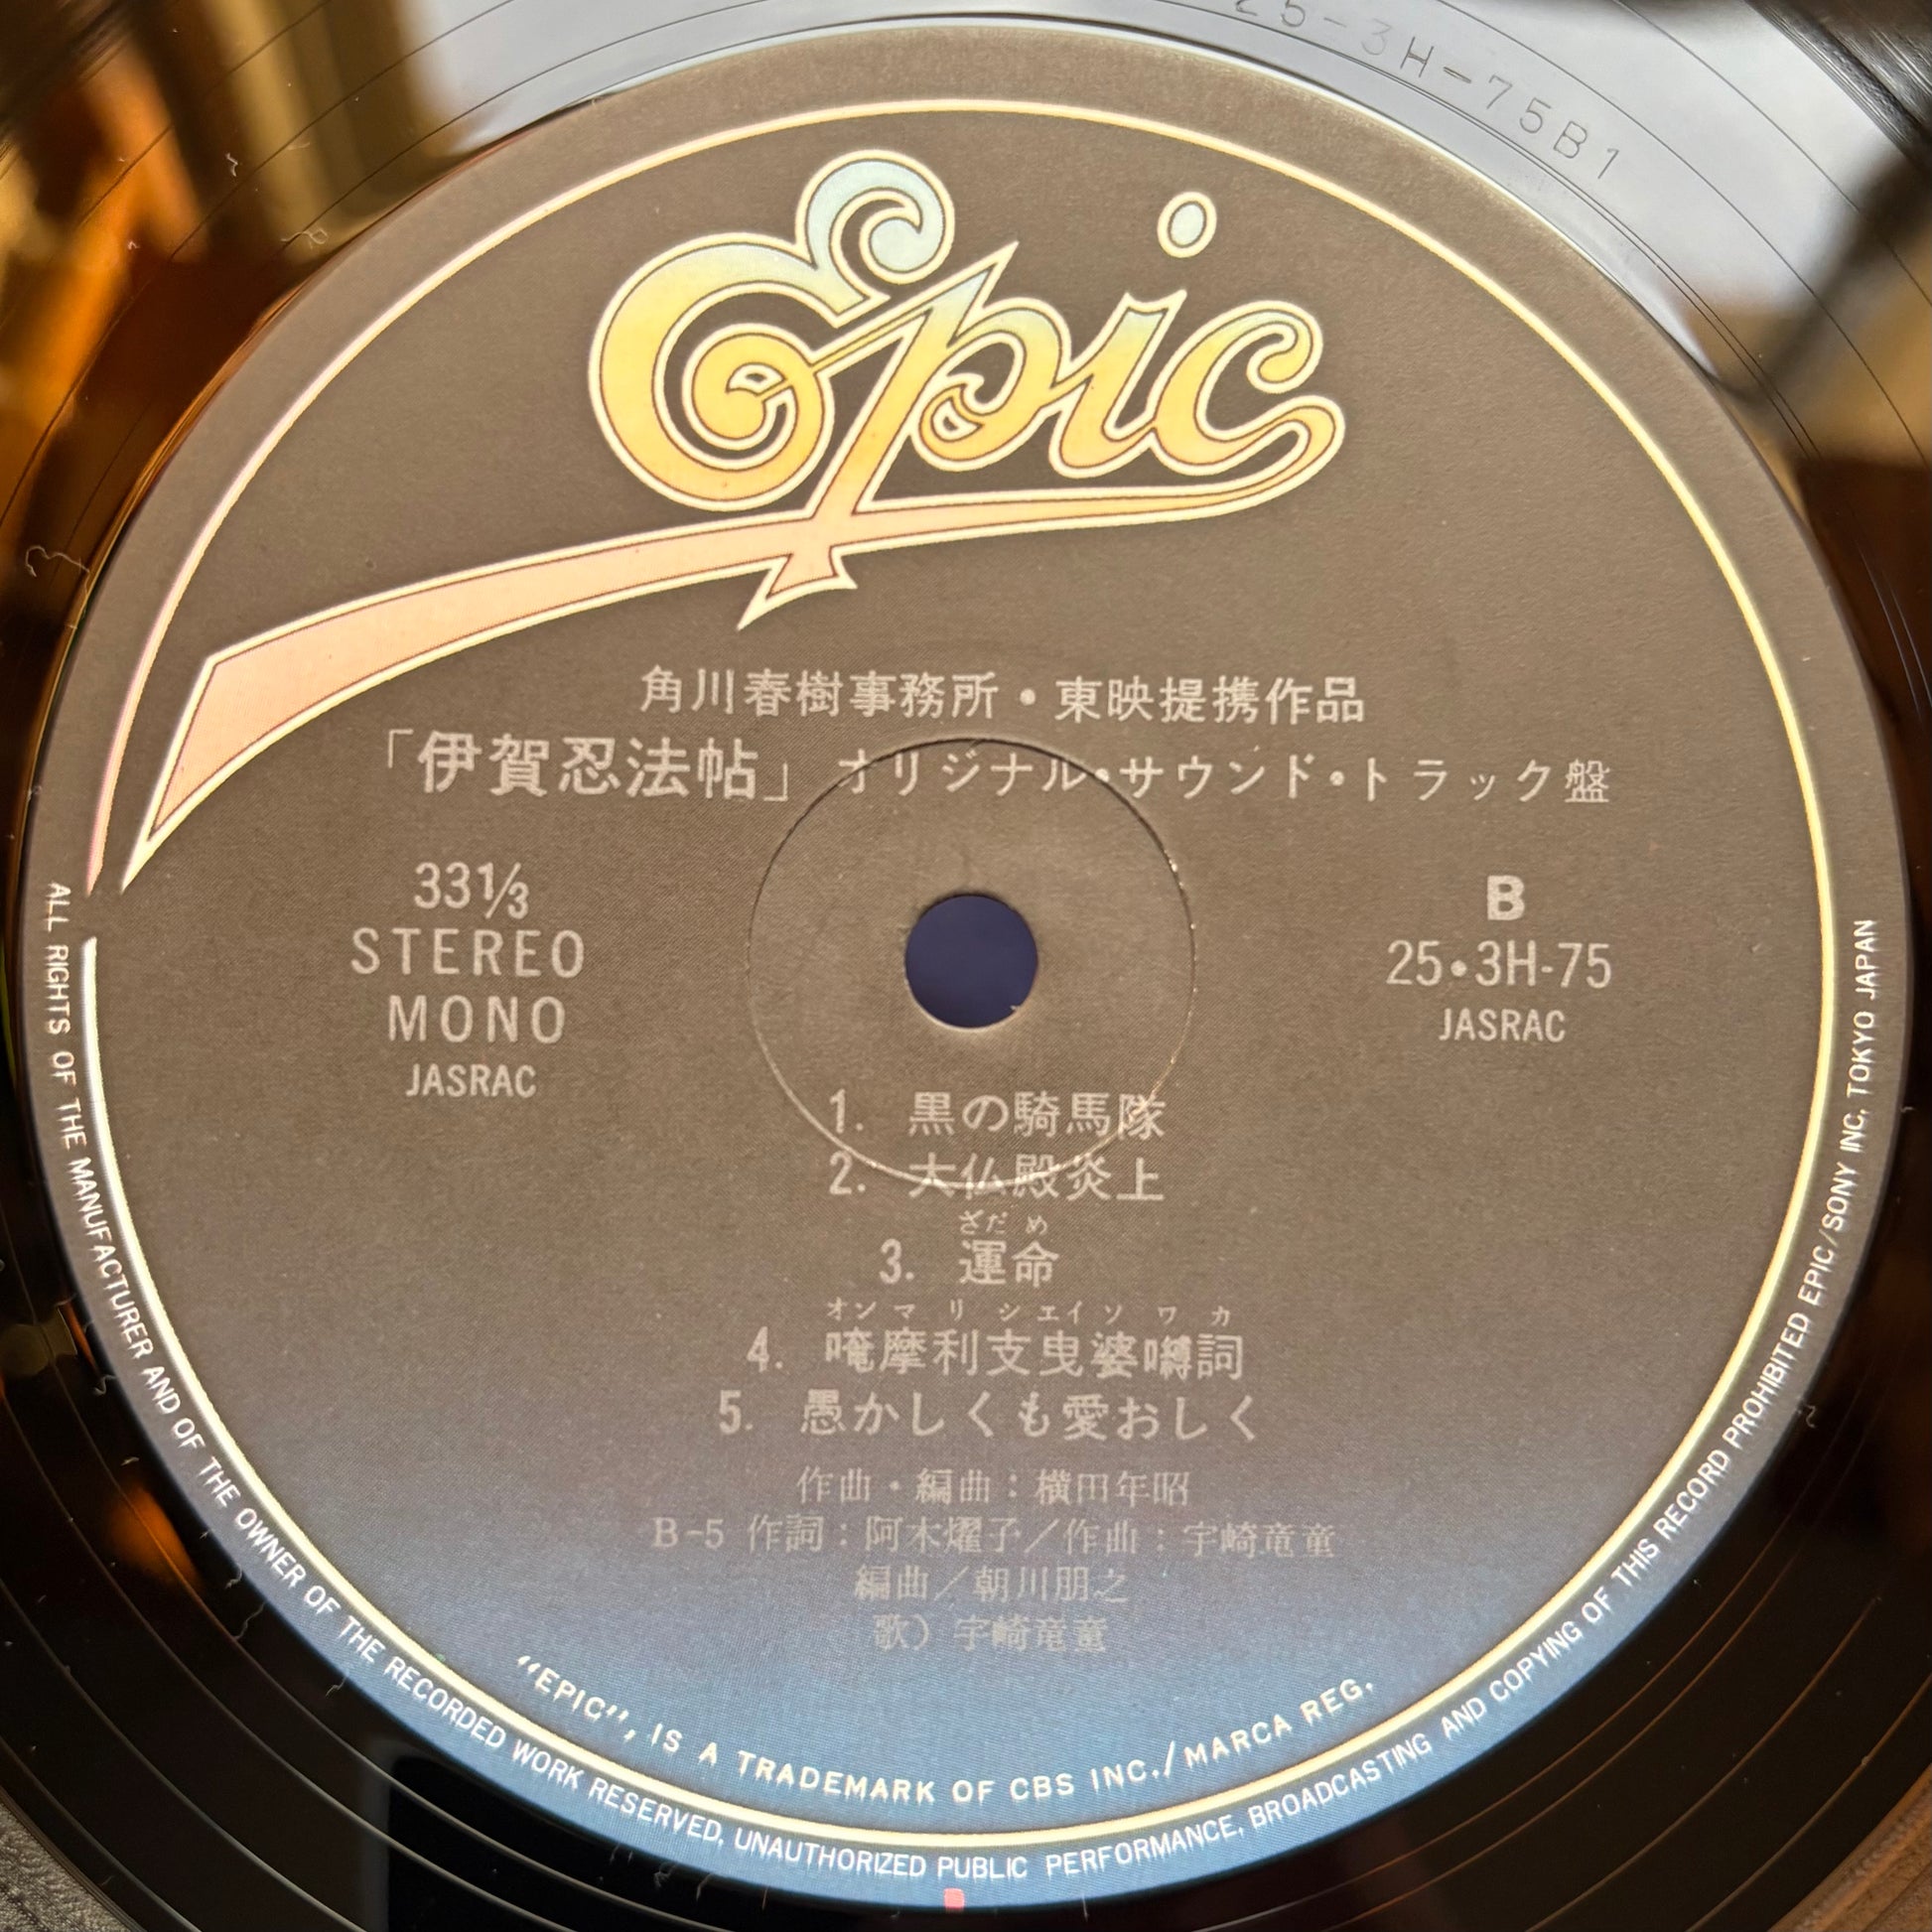 25-3H-75B1
Epic
角川春樹事務所・東映提携作品
「伊賀忍法帖」オリジナル・サウンド・トラック盤
33⅓
STEREO
MONO
JASRAC
B
25・3H-75
JASRAC
1. 黒の騎馬隊
2. 大仏殿炎上
ざだめ
3. 運命
オンマリシエイソワカ
4. 唵摩利支曳婆囀詞
5. 愚かしくも愛おしく
作曲・編曲：横田年昭
B-5 作詞：阿木燿子／作曲：宇崎竜童
編曲／朝川朋之
歌）宇崎竜童
"EPIC", IS A TRADEMARK OF CBS INC./MARCA REG.
ALL RIGHTS OF THE MANUFACTURER AND OF THE OWNER OF THE RECORDED WORK RESERVED, UNAUTHORIZED PUBLIC PERFORMANCE, BROADCASTING AND COPYING OF THIS RECORD PROHIBITED EPIC/SONY INC. TOKYO JAPAN